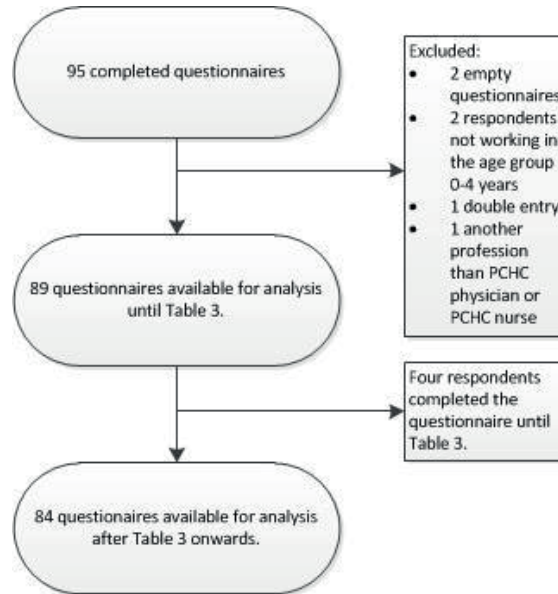 95 completed questionnaires
Excluded:
• 2 empty
questionnaires
• 2 respondents
not working in
the age group
0-4 years
• 1 double entry
• 1 another
profession
than PCHC
physician or
PCHC nurse
89 questionnaires available for analysis
until Table 3.
Four respondents
completed the
questionnaire until
Table 3.
84 questionaires available for analysis
after Table 3 onwards.